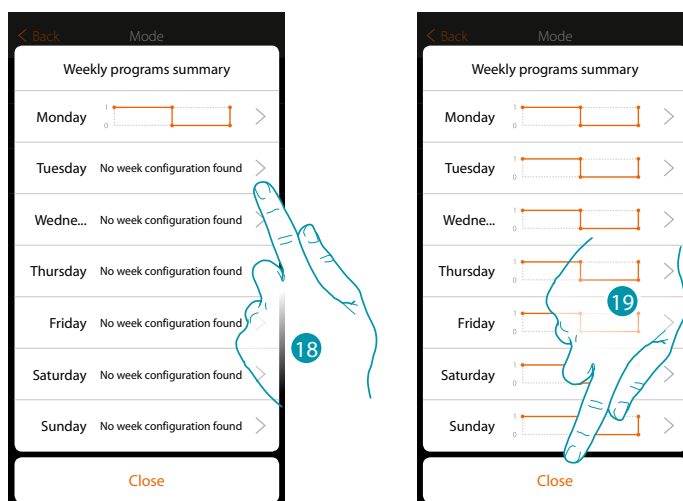 Back Mode
Weekly programs summary
Monday 1 0
Tuesday No week configuration found
Wedne... No week configuration found
Thursday No week configuration found
Friday No week configuration found
Saturday No week configuration found
Sunday No week configuration found
Close
18
Back Mode
Weekly programs summary
Monday 1 0
Tuesday 1 0
Wedne... 1 0
Thursday 1 0
Friday 1 0
Saturday 1 0
Sunday 1 0
Close
19